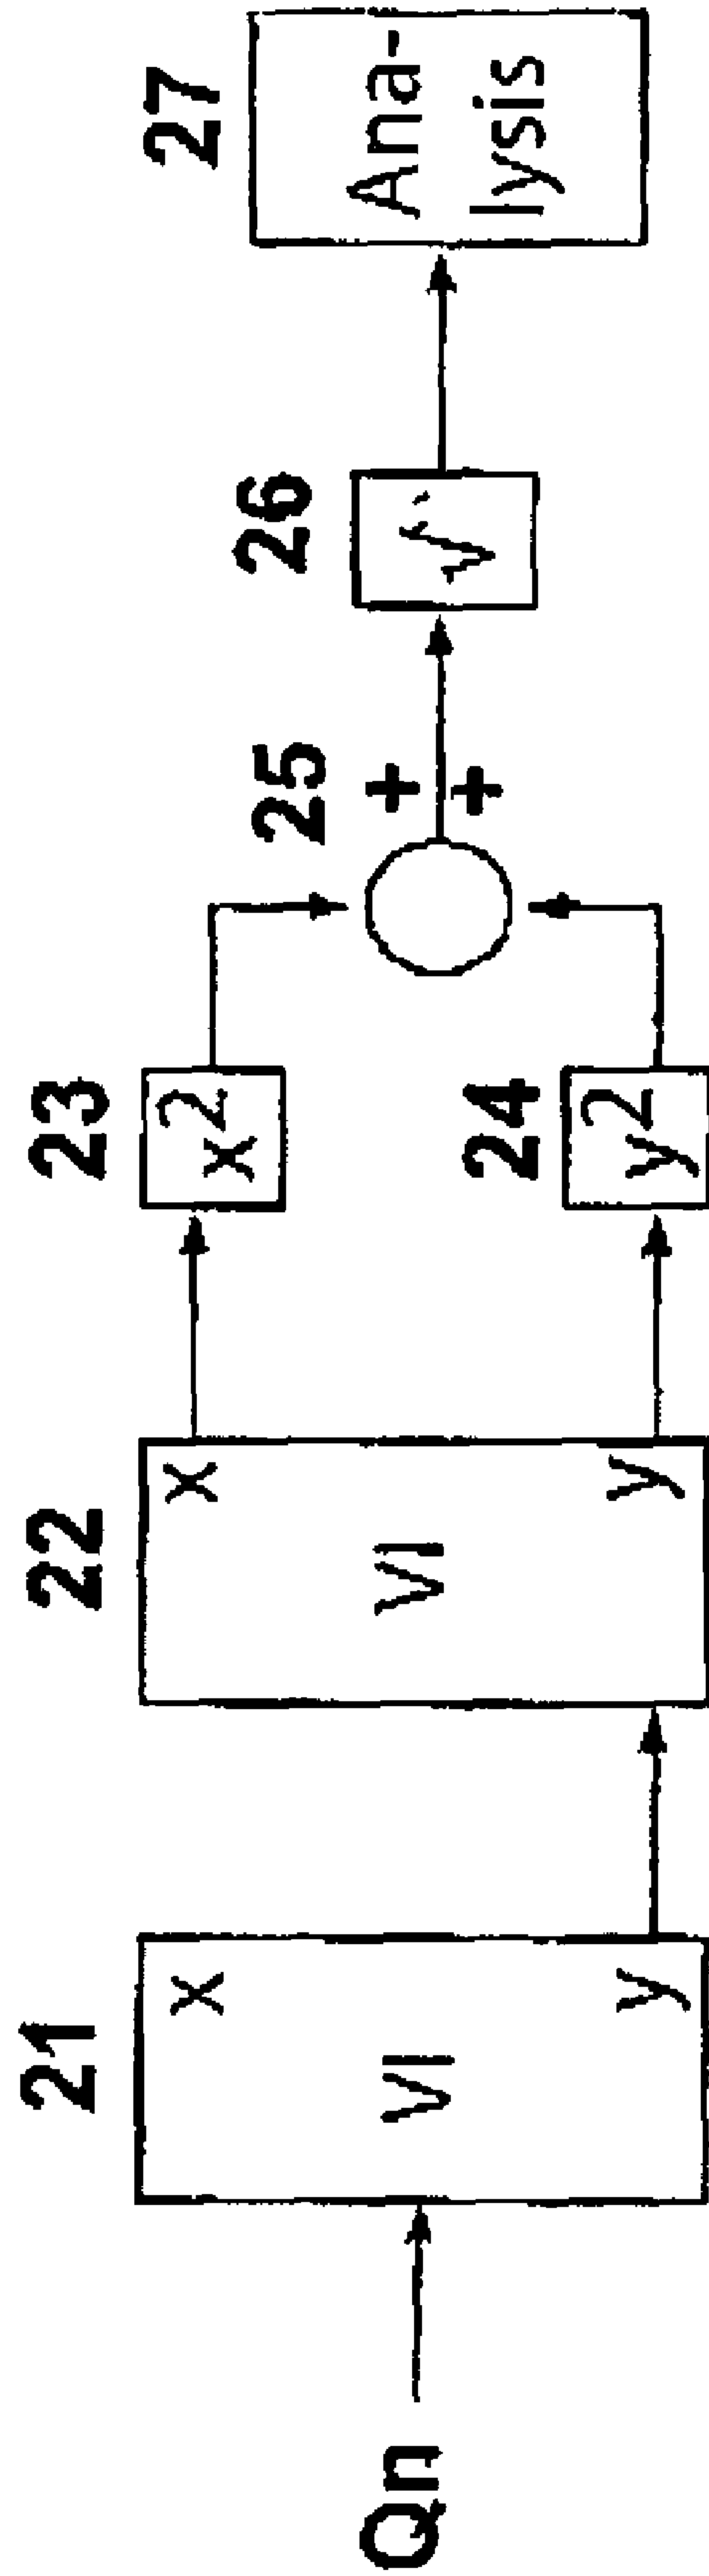 Qn
21
VI
x
y
22
VI
x
y
23
x²
24
y²
25
+
+
26
√
27
Ana-
lysis